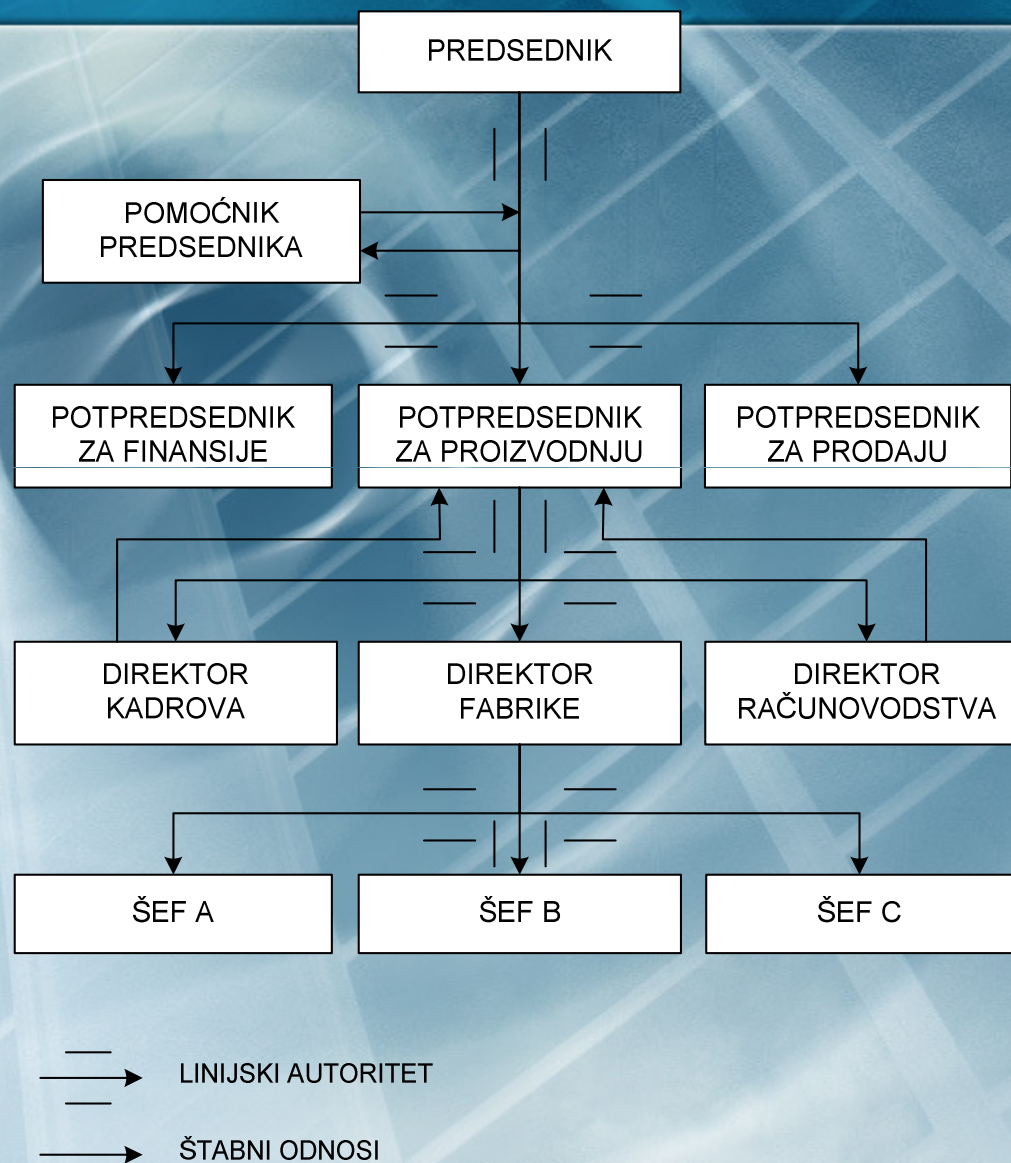 PREDSEDNIK
POMOĆNIK
PREDSEDNIKA
POTPREDSEDNIK
ZA FINANSIJE
POTPREDSEDNIK
ZA PROIZVODNJU
POTPREDSEDNIK
ZA PRODAJU
DIREKTOR
KADROVA
DIREKTOR
FABRIKE
DIREKTOR
RAČUNOVODSTVA
ŠEF A
ŠEF B
ŠEF C
LINIJSKI AUTORITET
ŠTABNI ODNOSI